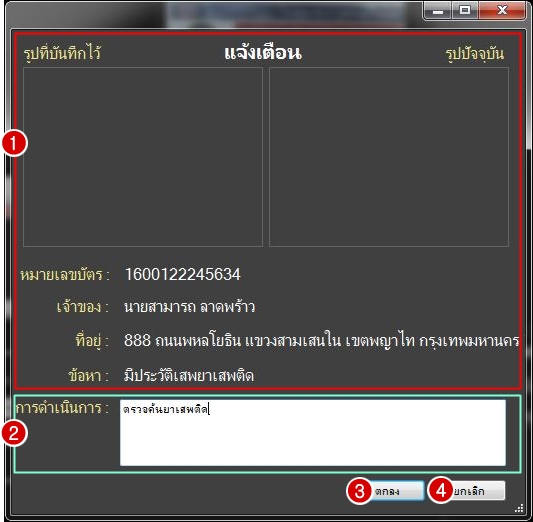 รูปที่บันทึกไว้ แจ้งเตือน รูปปัจจุบัน
1
หมายเลขบัตร : 1600122245634
เจ้าของ : นายสามารถ ลาดพร้าว
ที่อยู่ : 888 ถนนพหลโยธิน แขวงสามเสนใน เขตพญาไท กรุงเทพมหานคร
ข้อหา : มีประวัติเสพยาเสพติด
การดำเนินการ : ตรวจค้นยาเสพติด
2
3 ตกลง 4 ยกเลิก